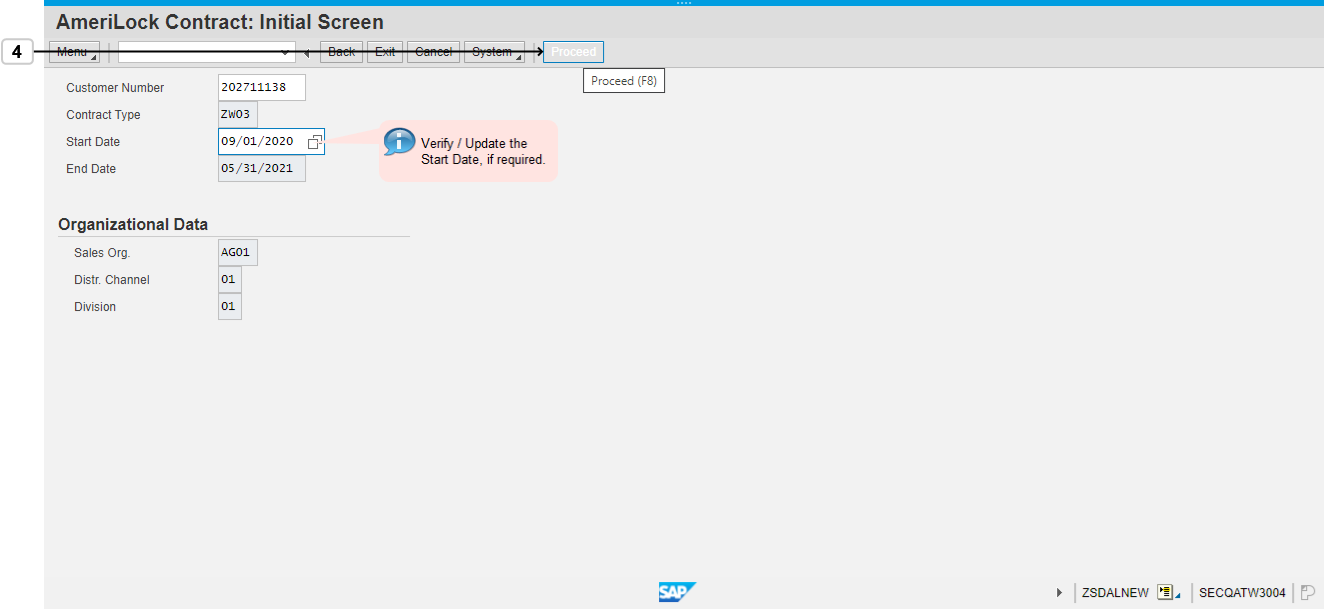 AmeriLock Contract: Initial Screen
4
Menu Back Exit Cancel System Proceed
Proceed (F8)
Customer Number 202711138
Contract Type ZW03
Start Date 09/01/2020
Verify / Update the
Start Date, if required.
End Date 05/31/2021
Organizational Data
Sales Org. AG01
Distr. Channel 01
Division 01
SAP
ZSDALNEW SECQATW3004